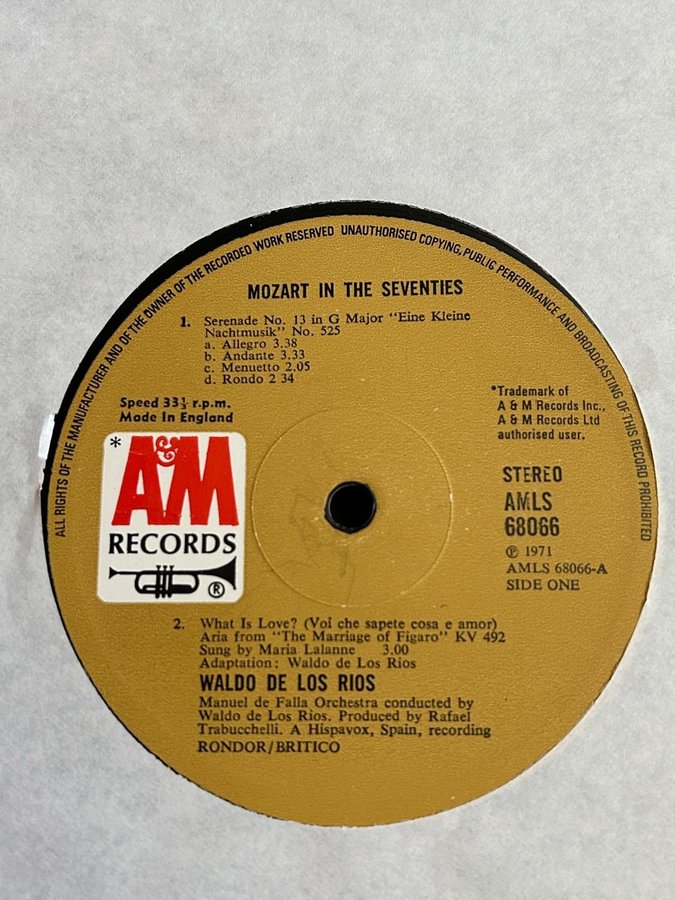 ALL RIGHTS OF THE MANUFACTURER AND OF THE OWNER OF THE RECORDED WORK RESERVED UNAUTHORISED COPYING, PUBLIC PERFORMANCE AND BROADCASTING OF THIS RECORD PROHIBITED
MOZART IN THE SEVENTIES
1. Serenade No. 13 in G Major "Eine Kleine
Nachtmusik" No. 525
a. Allegro 3.38
b. Andante 3.33
c. Menuetto 2.05
d. Rondo 2 34
Speed 33⅓ r.p.m.
Made In England
*Trademark of
A & M Records Inc.,
A & M Records Ltd
authorised user.
* A&M
RECORDS
®
STEREO
AMLS
68066
℗ 1971
AMLS 68066-A
SIDE ONE
2. What Is Love? (Voi che sapete cosa e amor)
Aria from "The Marriage of Figaro" KV 492
Sung by Maria Lalanne 3.00
Adaptation: Waldo de Los Rios
WALDO DE LOS RIOS
Manuel de Falla Orchestra conducted by
Waldo de Los Rios. Produced by Rafael
Trabucchelli. A Hispavox, Spain, recording
RONDOR/BRITICO